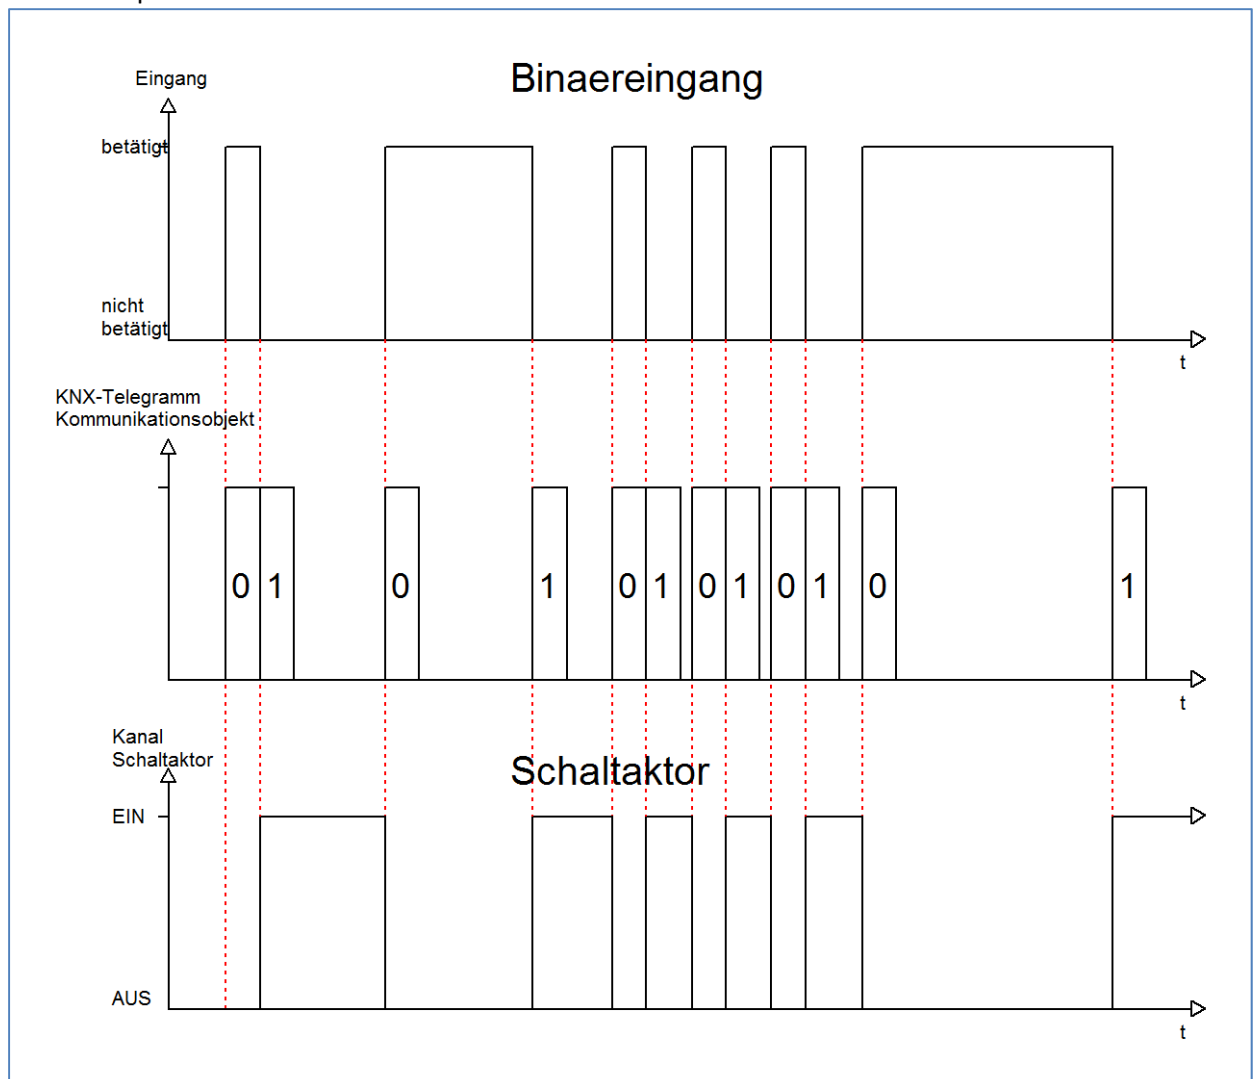 Eingang
Binaereingang
betätigt
nicht
betätigt
t
KNX-Telegramm
Kommunikationsobjekt
0 1 0 1 0 1 0 1 0 1 0 1
t
Kanal
Schaltaktor
Schaltaktor
EIN
AUS
t